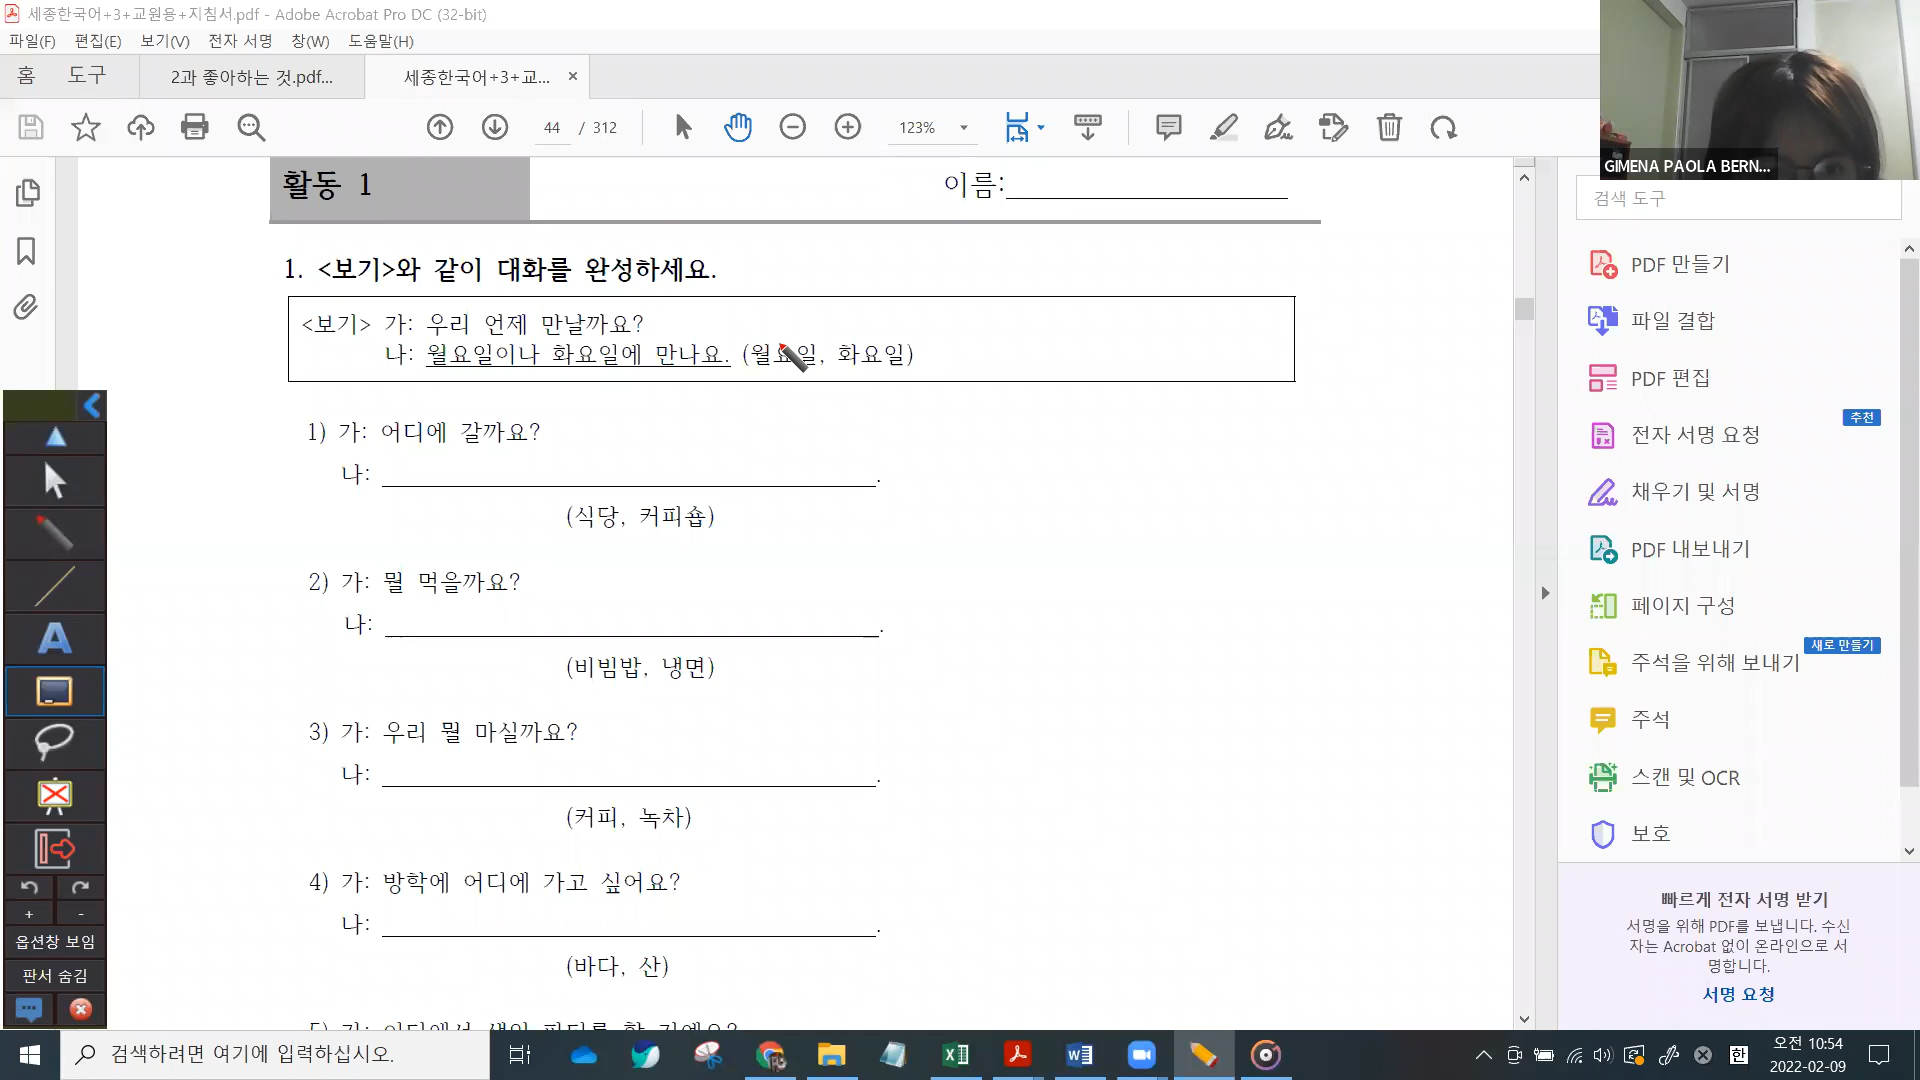 세종한국어+3+교원용+지침서.pdf - Adobe Acrobat Pro DC (32-bit)
파일(F) 편집(E) 보기(V) 전자 서명 창(W) 도움말(H)
홈 도구 2과 좋아하는 것.pdf... 세종한국어+3+교... ×
44 / 312 123%
GIMENA PAOLA BERN...
활동 1 이름:
1. <보기>와 같이 대화를 완성하세요.
<보기> 가: 우리 언제 만날까요?
나: 월요일이나 화요일에 만나요. (월요일, 화요일)
1) 가: 어디에 갈까요?
나: .
(식당, 커피숍)
2) 가: 뭘 먹을까요?
나: .
(비빔밥, 냉면)
3) 가: 우리 뭘 마실까요?
나: .
(커피, 녹차)
4) 가: 방학에 어디에 가고 싶어요?
나: .
(바다, 산)
옵션창 보임
판서 숨김
검색 도구
PDF 만들기
파일 결합
PDF 편집
추천
전자 서명 요청
채우기 및 서명
PDF 내보내기
페이지 구성
새로 만들기
주석을 위해 보내기
주석
스캔 및 OCR
보호
빠르게 전자 서명 받기
서명을 위해 PDF를 보냅니다. 수신
자는 Acrobat 없이 온라인으로 서
명합니다.
서명 요청
검색하려면 여기에 입력하십시오.
한
오전 10:54
2022-02-09